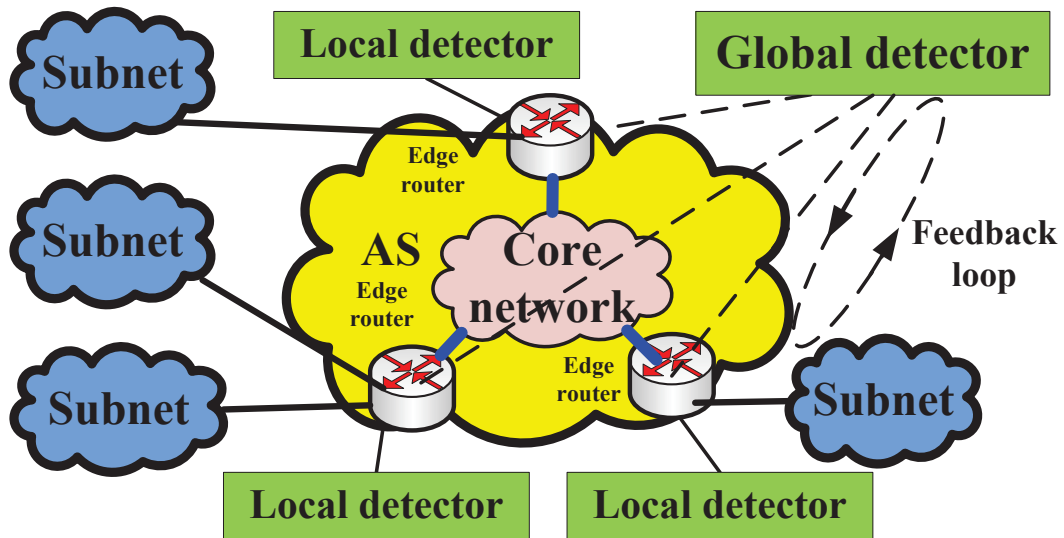 Local detector
Global detector
Subnet
Edge
router
Subnet
AS
Core
network
Feedback
loop
Edge
router
Edge
router
Subnet
Subnet
Local detector
Local detector